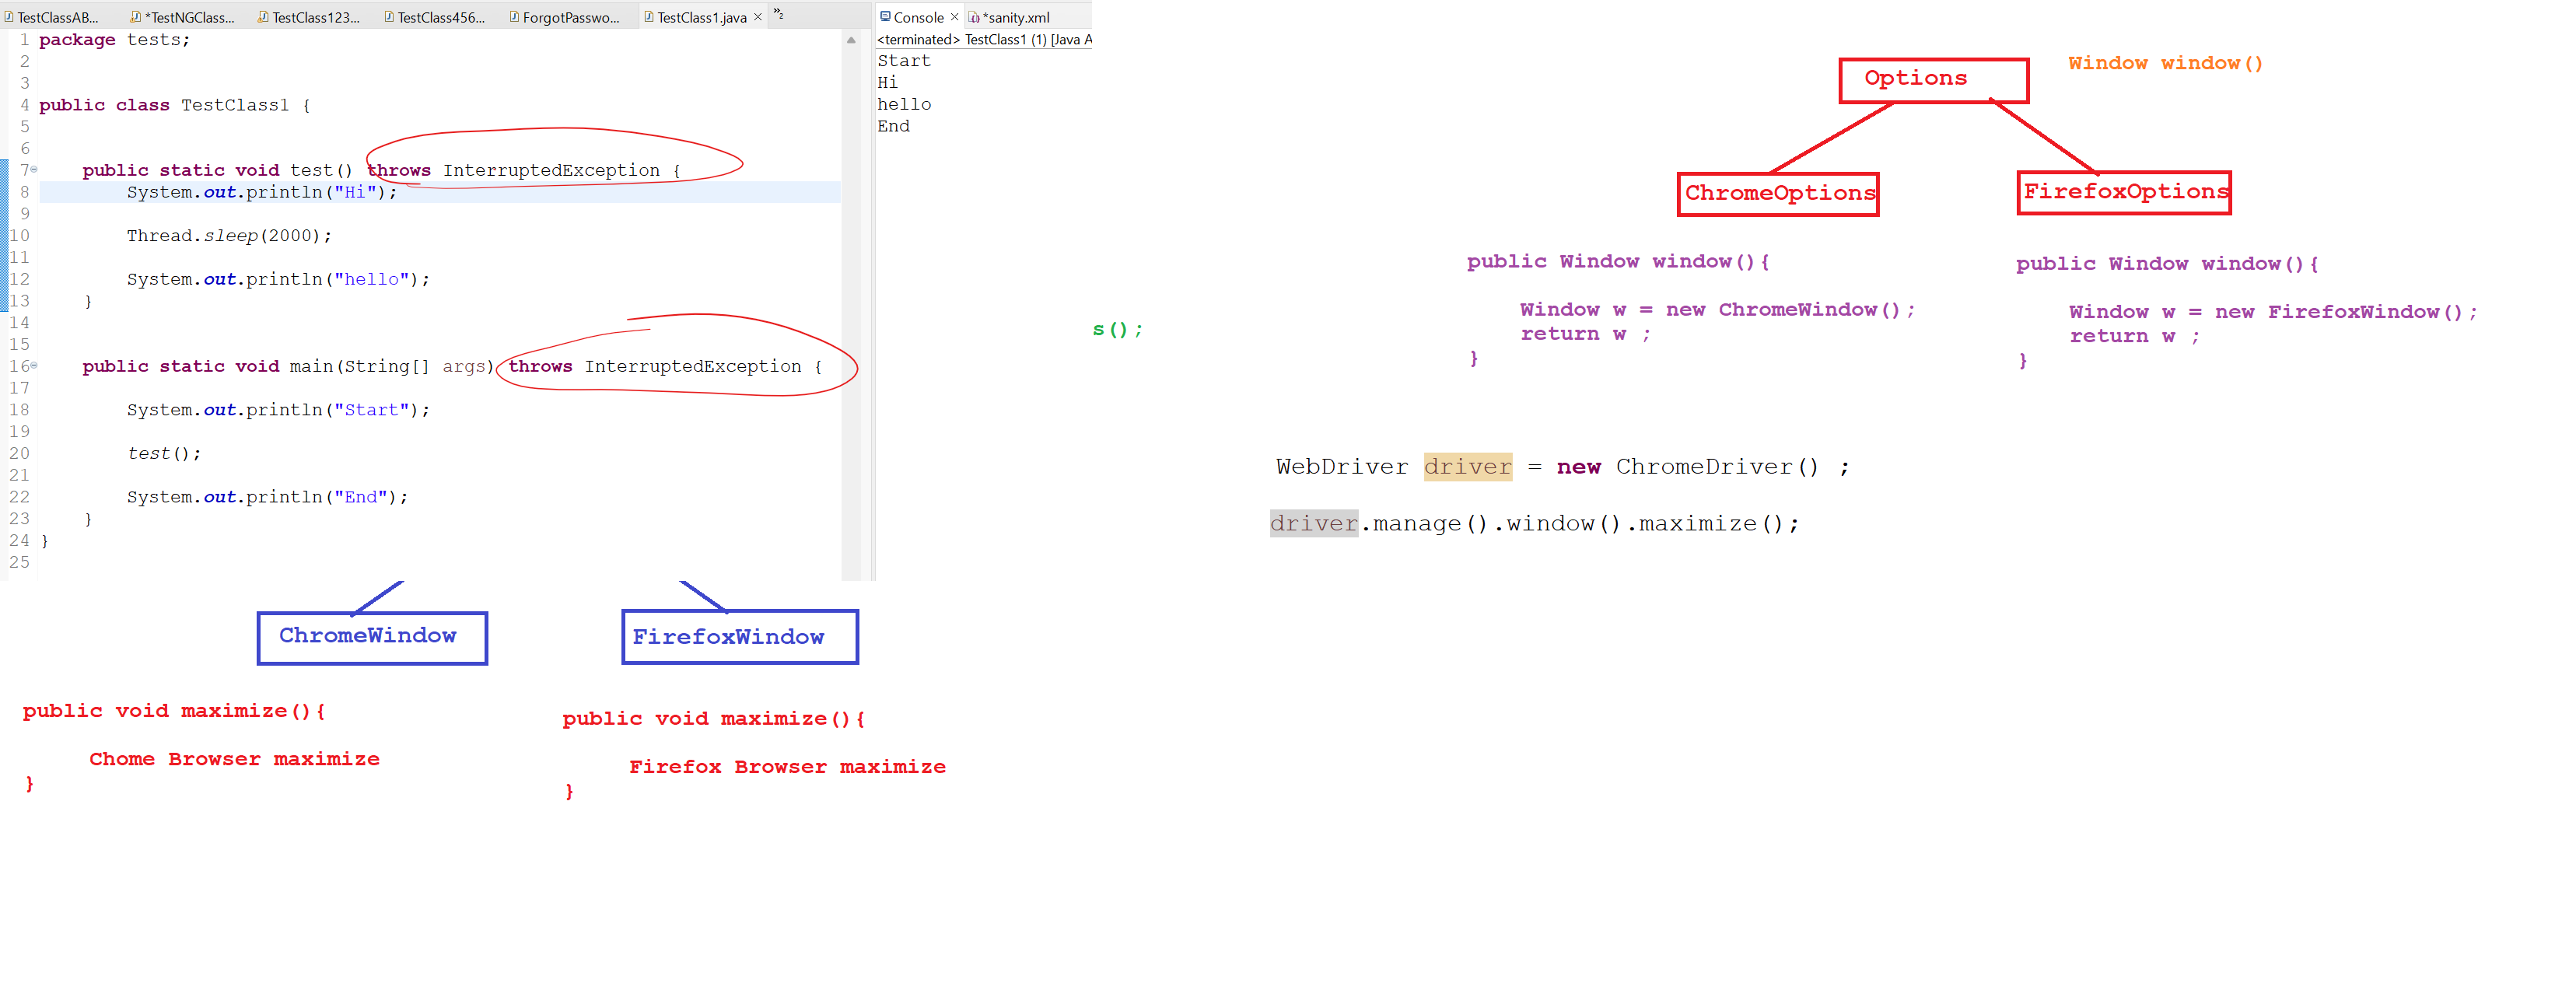 TestClassAB...
*TestNGClass...
TestClass123...
TestClass456...
ForgotPasswo...
TestClass1.java
»2
1 package tests;
2
3
4 public class TestClass1 {
5
6
7 public static void test() throws InterruptedException {
8 System.out.println("Hi");
9
10 Thread.sleep(2000);
11
12 System.out.println("hello");
13 }
14
15
16 public static void main(String[] args) throws InterruptedException {
17
18 System.out.println("Start");
19
20 test();
21
22 System.out.println("End");
23 }
24 }
25
Console
*sanity.xml
<terminated> TestClass1 (1) [Java A
Start
Hi
hello
End
s();
Options
Window window()
ChromeOptions
FirefoxOptions
public Window window(){
Window w = new ChromeWindow();
return w ;
}
public Window window(){
Window w = new FirefoxWindow();
return w ;
}
WebDriver driver = new ChromeDriver() ;
driver.manage().window().maximize();
ChromeWindow
FirefoxWindow
public void maximize(){
Chome Browser maximize
}
public void maximize(){
Firefox Browser maximize
}